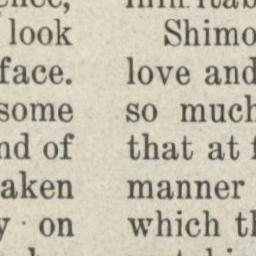 look
face.
some
nd of
aken
y on
Shimo
love and
so much
that at
manner
which th